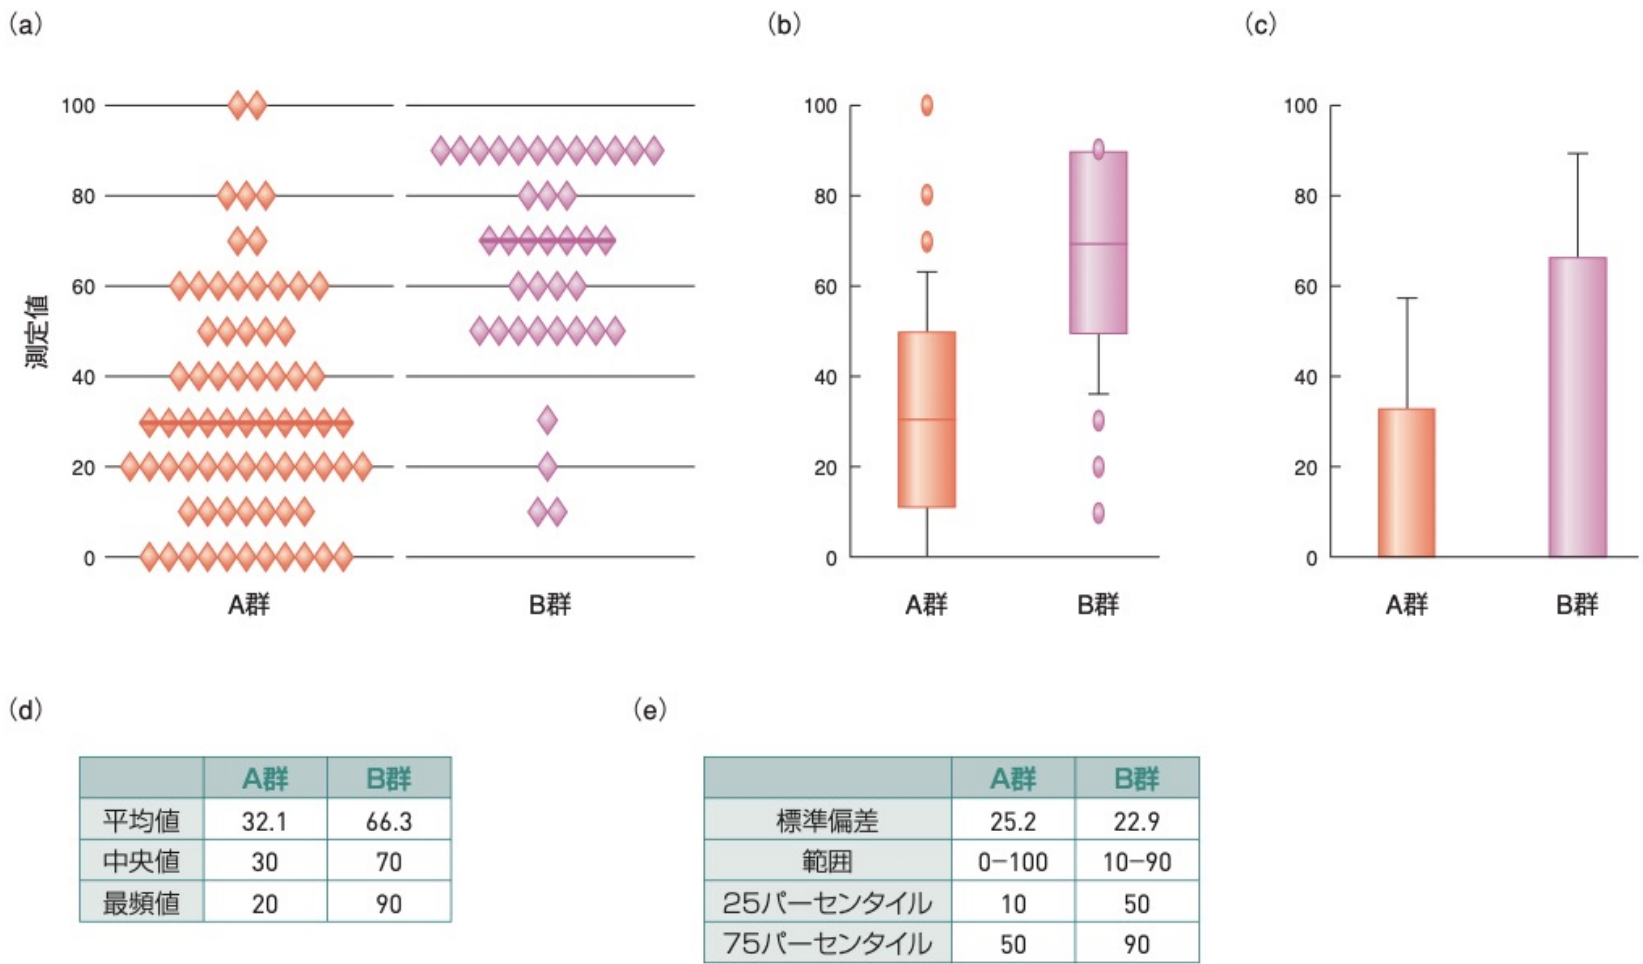 (a)
(b)
(c)
100
80
60
40
20
0
測定値
A群
B群
100
80
60
40
20
0
A群
B群
100
80
60
40
20
0
A群
B群
(d)
(e)
A群 B群
平均値 32.1 66.3
中央値 30 70
最頻値 20 90
A群 B群
標準偏差 25.2 22.9
範囲 0−100 10−90
25パーセンタイル 10 50
75パーセンタイル 50 90